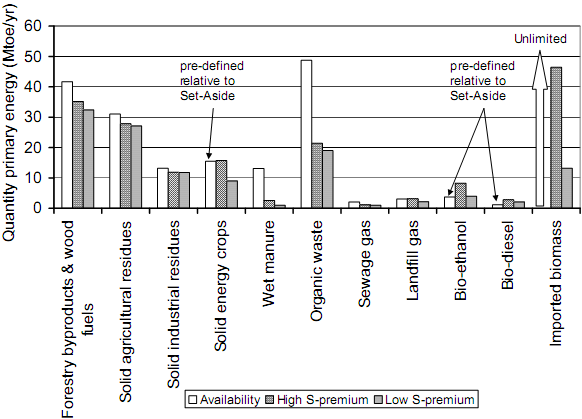 Quantity primary energy (Mtoe/yr)
60
50
40
30
20
10
0
pre-defined
relative to
Set-Aside
pre-defined
relative to
Set-Aside
Unlimited
Forestry byproducts & wood
fuels
Solid agricultural residues
Solid industrial residues
Solid energy crops
Wet manure
Organic waste
Sewage gas
Landfill gas
Bio-ethanol
Bio-diesel
Imported biomass
Availability High S-premium Low S-premium